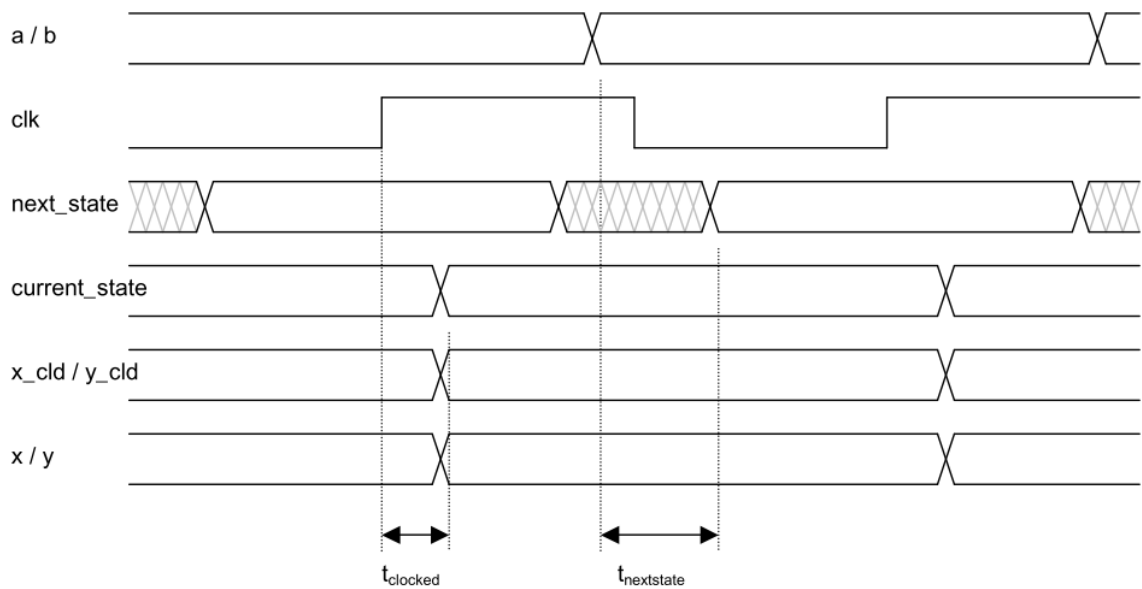 a / b
clk
next_state
current_state
x_cld / y_cld
x / y
tclocked
tnextstate